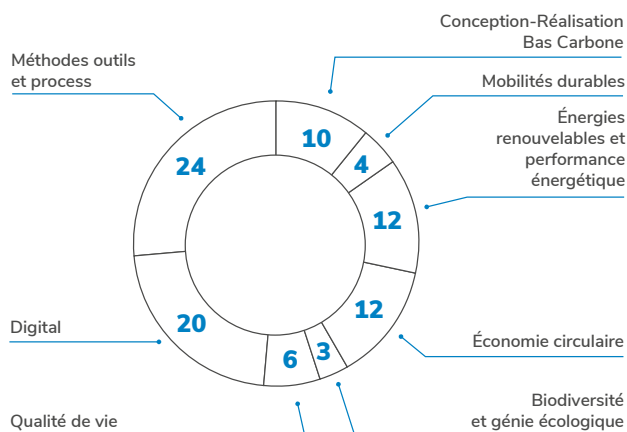 Conception-Réalisation
Bas Carbone
Méthodes outils
et process
Mobilités durables
Énergies
renouvelables et
performance
énergétique
10
4
24
12
12
20
3
6
Digital
Économie circulaire
Biodiversité
et génie écologique
Qualité de vie